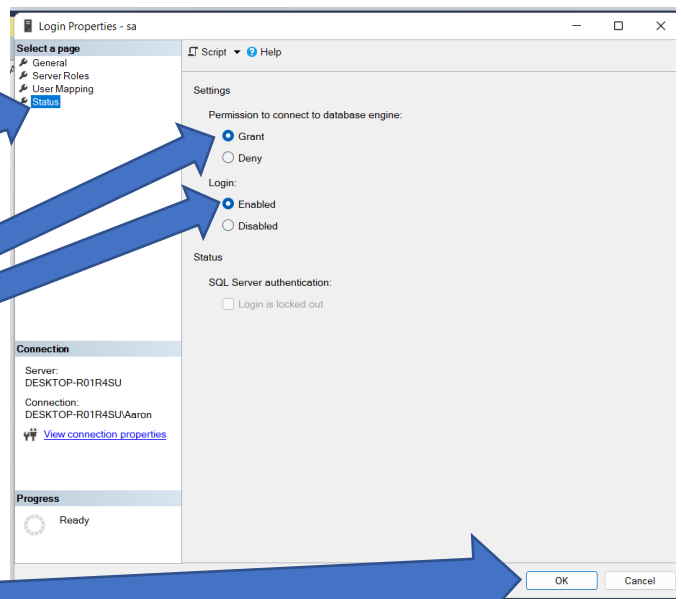 Login Properties - sa
Select a page
General
Server Roles
User Mapping
Status
Script
Help
Settings
Permission to connect to database engine:
Grant
Deny
Login:
Enabled
Disabled
Status
SQL Server authentication:
Login is locked out
Connection
Server:
DESKTOP-R01R4SU
Connection:
DESKTOP-R01R4SU\Aaron
View connection properties
Progress
Ready
OK
Cancel